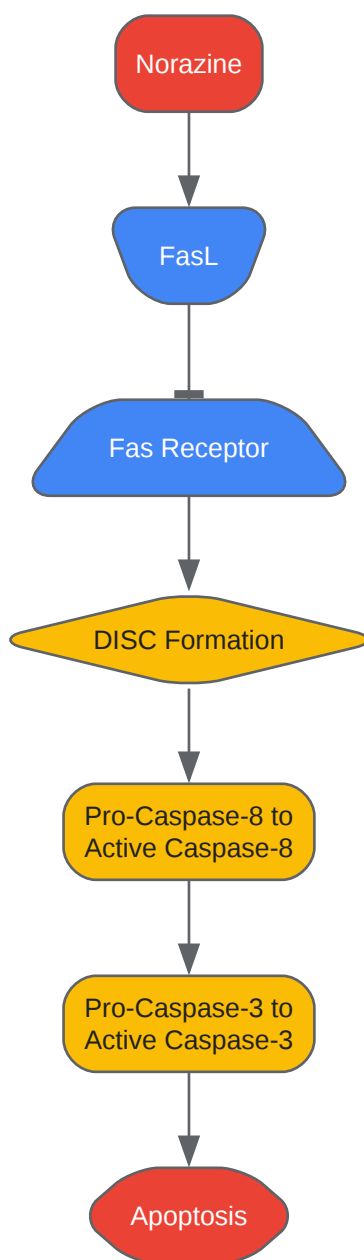 Norazine
FasL
Fas Receptor
DISC Formation
Pro-Caspase-8 to
Active Caspase-8
Pro-Caspase-3 to
Active Caspase-3
Apoptosis